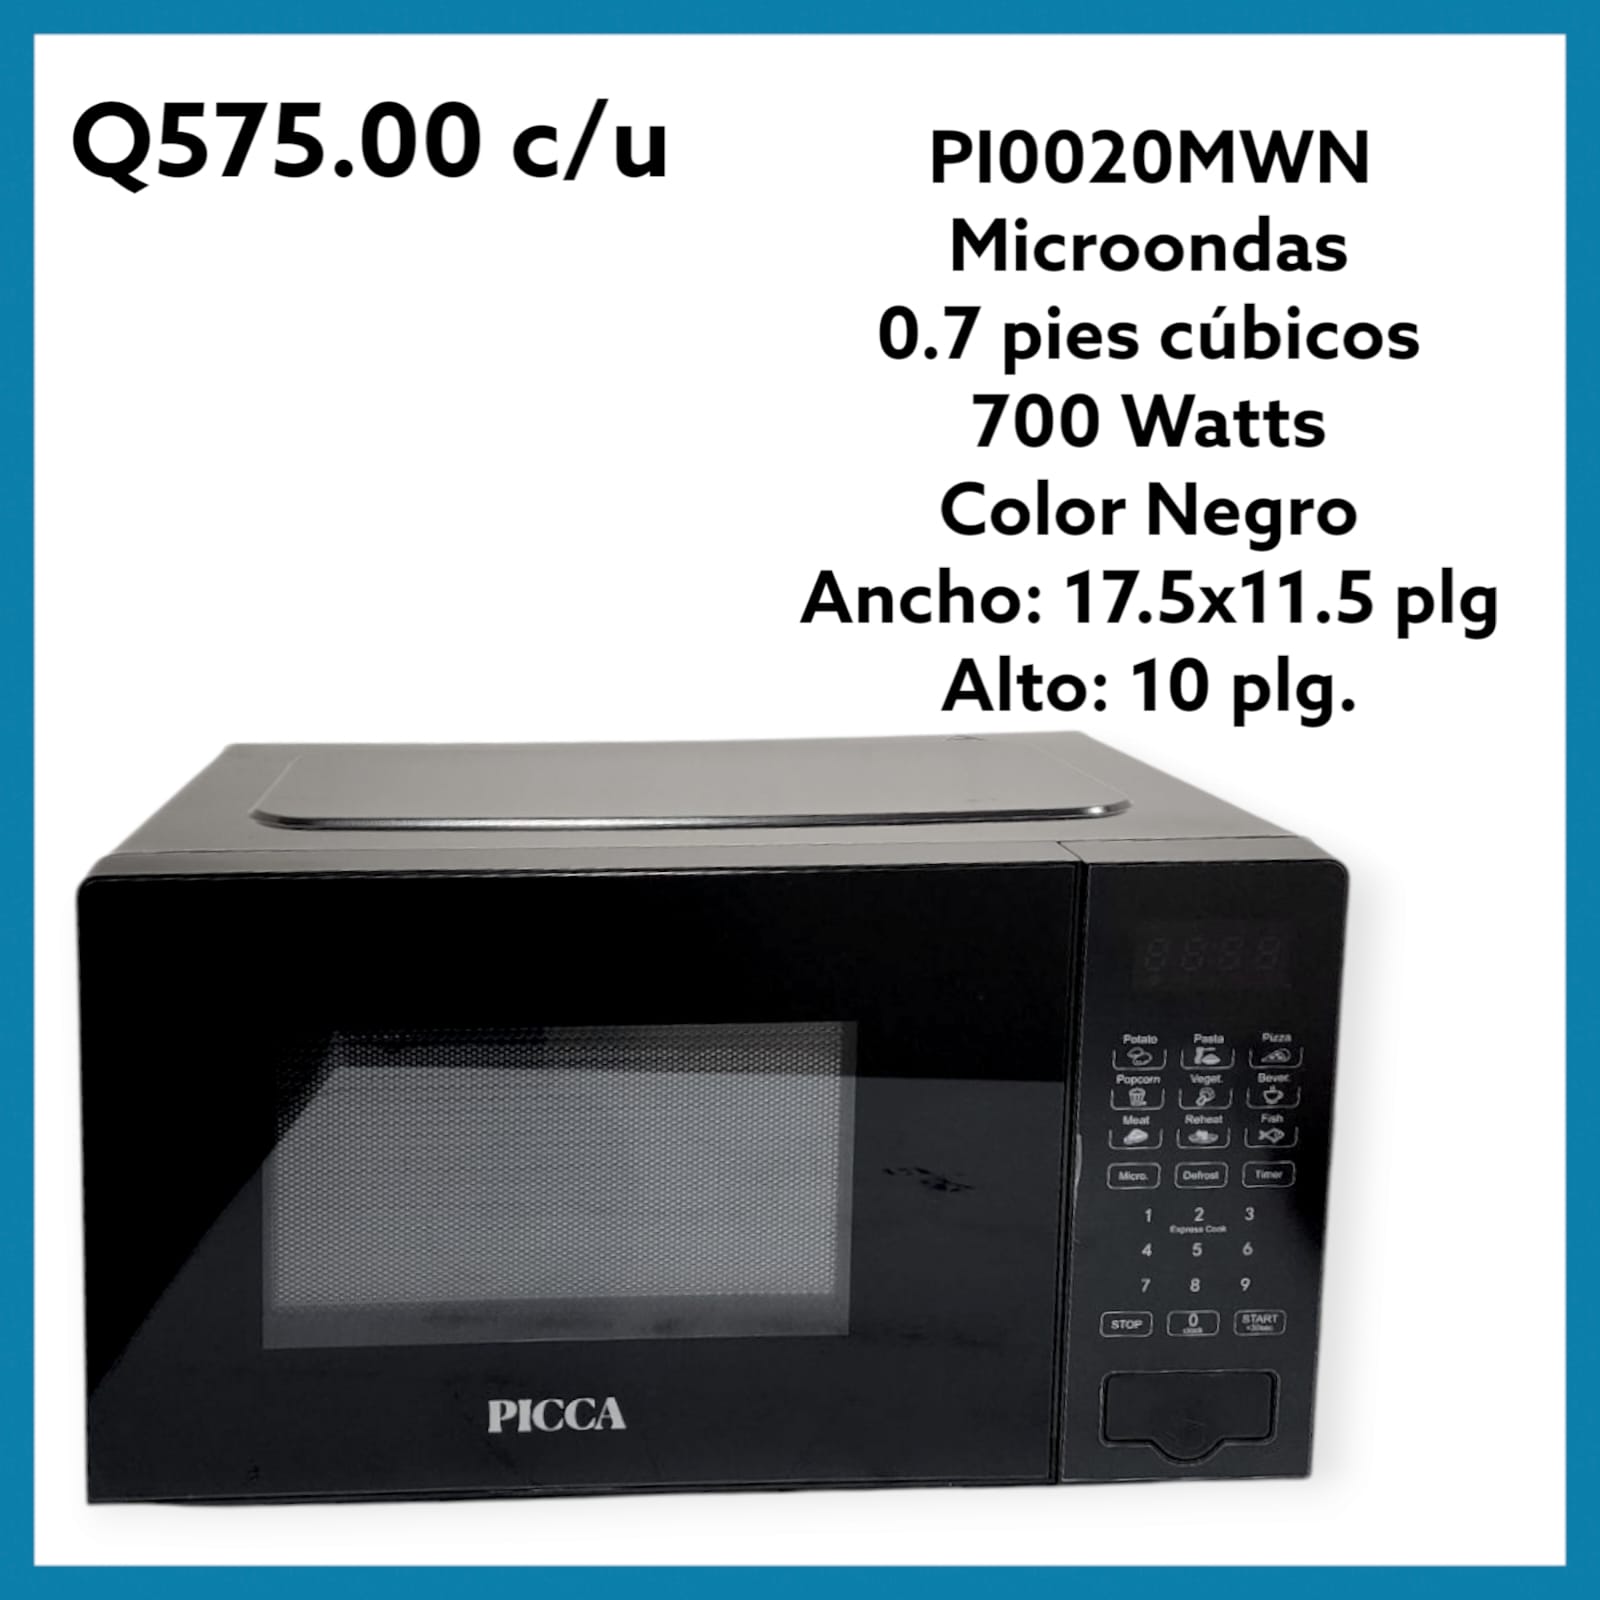 Q575.00 c/u
PI0020MWN
Microondas
0.7 pies cúbicos
700 Watts
Color Negro
Ancho: 17.5x11.5 plg
Alto: 10 plg.
Potato Pasta Pizza
Popcorn Veget. Bever.
Meat Reheat Fish
Micro. Defrost Timer
1 2 3
Express Cook
4 5 6
7 8 9
STOP 0 START
clock +30sec
PICCA